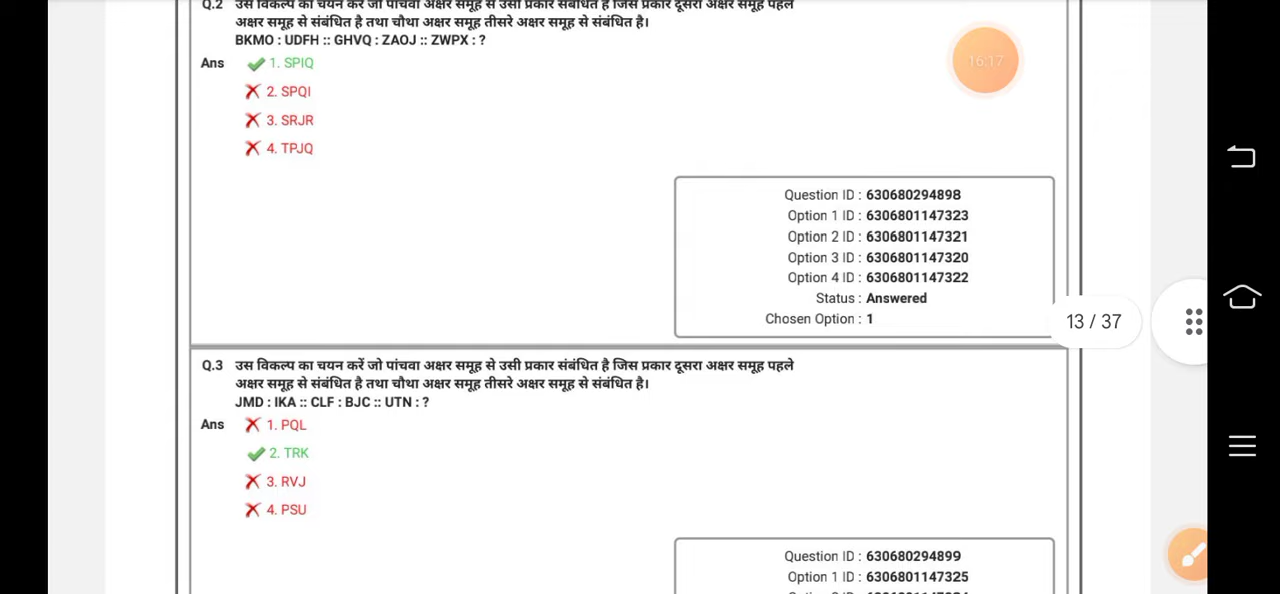 Q.2 उस विकल्प का चयन करें जो पांचवां अक्षर समूह से उसी प्रकार संबंधित है जिस प्रकार दूसरा अक्षर समूह पहले
अक्षर समूह से संबंधित है तथा चौथा अक्षर समूह तीसरे अक्षर समूह से संबंधित है।
BKMO : UDFH :: GHVQ : ZAOJ :: ZWPX : ?
Ans 1. SPIQ
2. SPQI
3. SRJR
4. TPJQ
16:17
Question ID : 630680294898
Option 1 ID : 6306801147323
Option 2 ID : 6306801147321
Option 3 ID : 6306801147320
Option 4 ID : 6306801147322
Status : Answered
Chosen Option : 1
13 / 37
Q.3 उस विकल्प का चयन करें जो पांचवा अक्षर समूह से उसी प्रकार संबंधित है जिस प्रकार दूसरा अक्षर समूह पहले
अक्षर समूह से संबंधित है तथा चौथा अक्षर समूह तीसरे अक्षर समूह से संबंधित है।
JMD : IKA :: CLF : BJC :: UTN : ?
Ans 1. PQL
2. TRK
3. RVJ
4. PSU
Question ID : 630680294899
Option 1 ID : 6306801147325